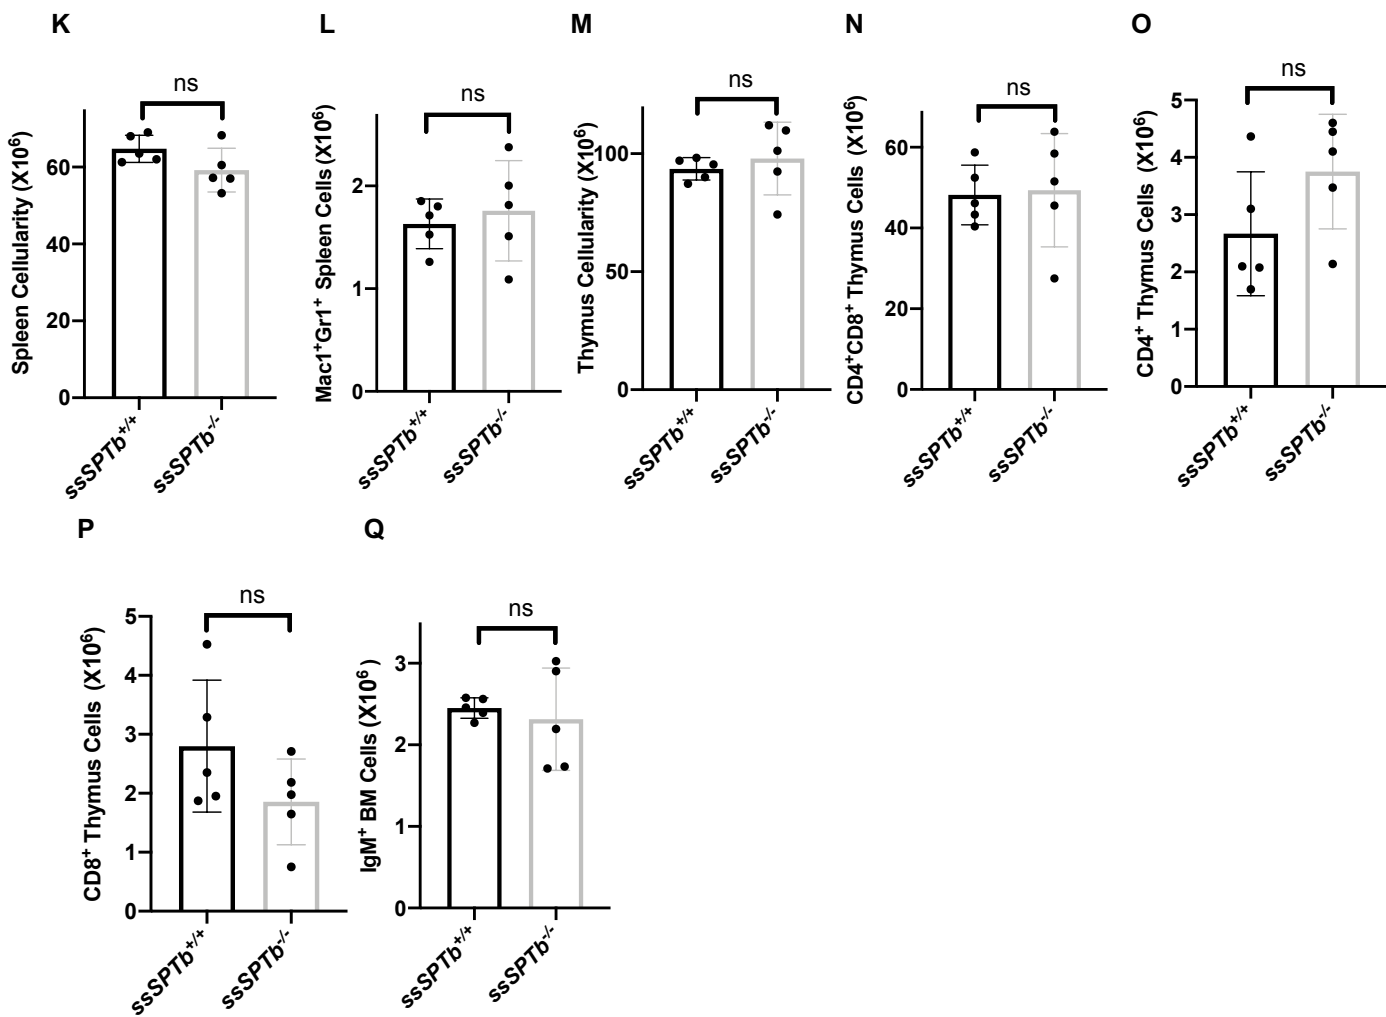 K L M N O
ns ns ns ns ns
Spleen Cellularity (X10⁶)
60
40
20
0
ssSPTb+/+ ssSPTb-/-
Mac1⁺Gr1⁺ Spleen Cells (X10⁶)
2
1
0
ssSPTb+/+ ssSPTb-/-
Thymus Cellularity (X10⁶)
100
50
0
ssSPTb+/+ ssSPTb-/-
CD4⁺CD8⁺ Thymus Cells (X10⁶)
60
40
20
0
ssSPTb+/+ ssSPTb-/-
CD4⁺ Thymus Cells (X10⁶)
5
4
3
2
1
0
ssSPTb+/+ ssSPTb-/-
P Q
ns ns
CD8⁺ Thymus Cells (X10⁶)
5
4
3
2
1
0
ssSPTb+/+ ssSPTb-/-
IgM⁺ BM Cells (X10⁶)
3
2
1
0
ssSPTb+/+ ssSPTb-/-